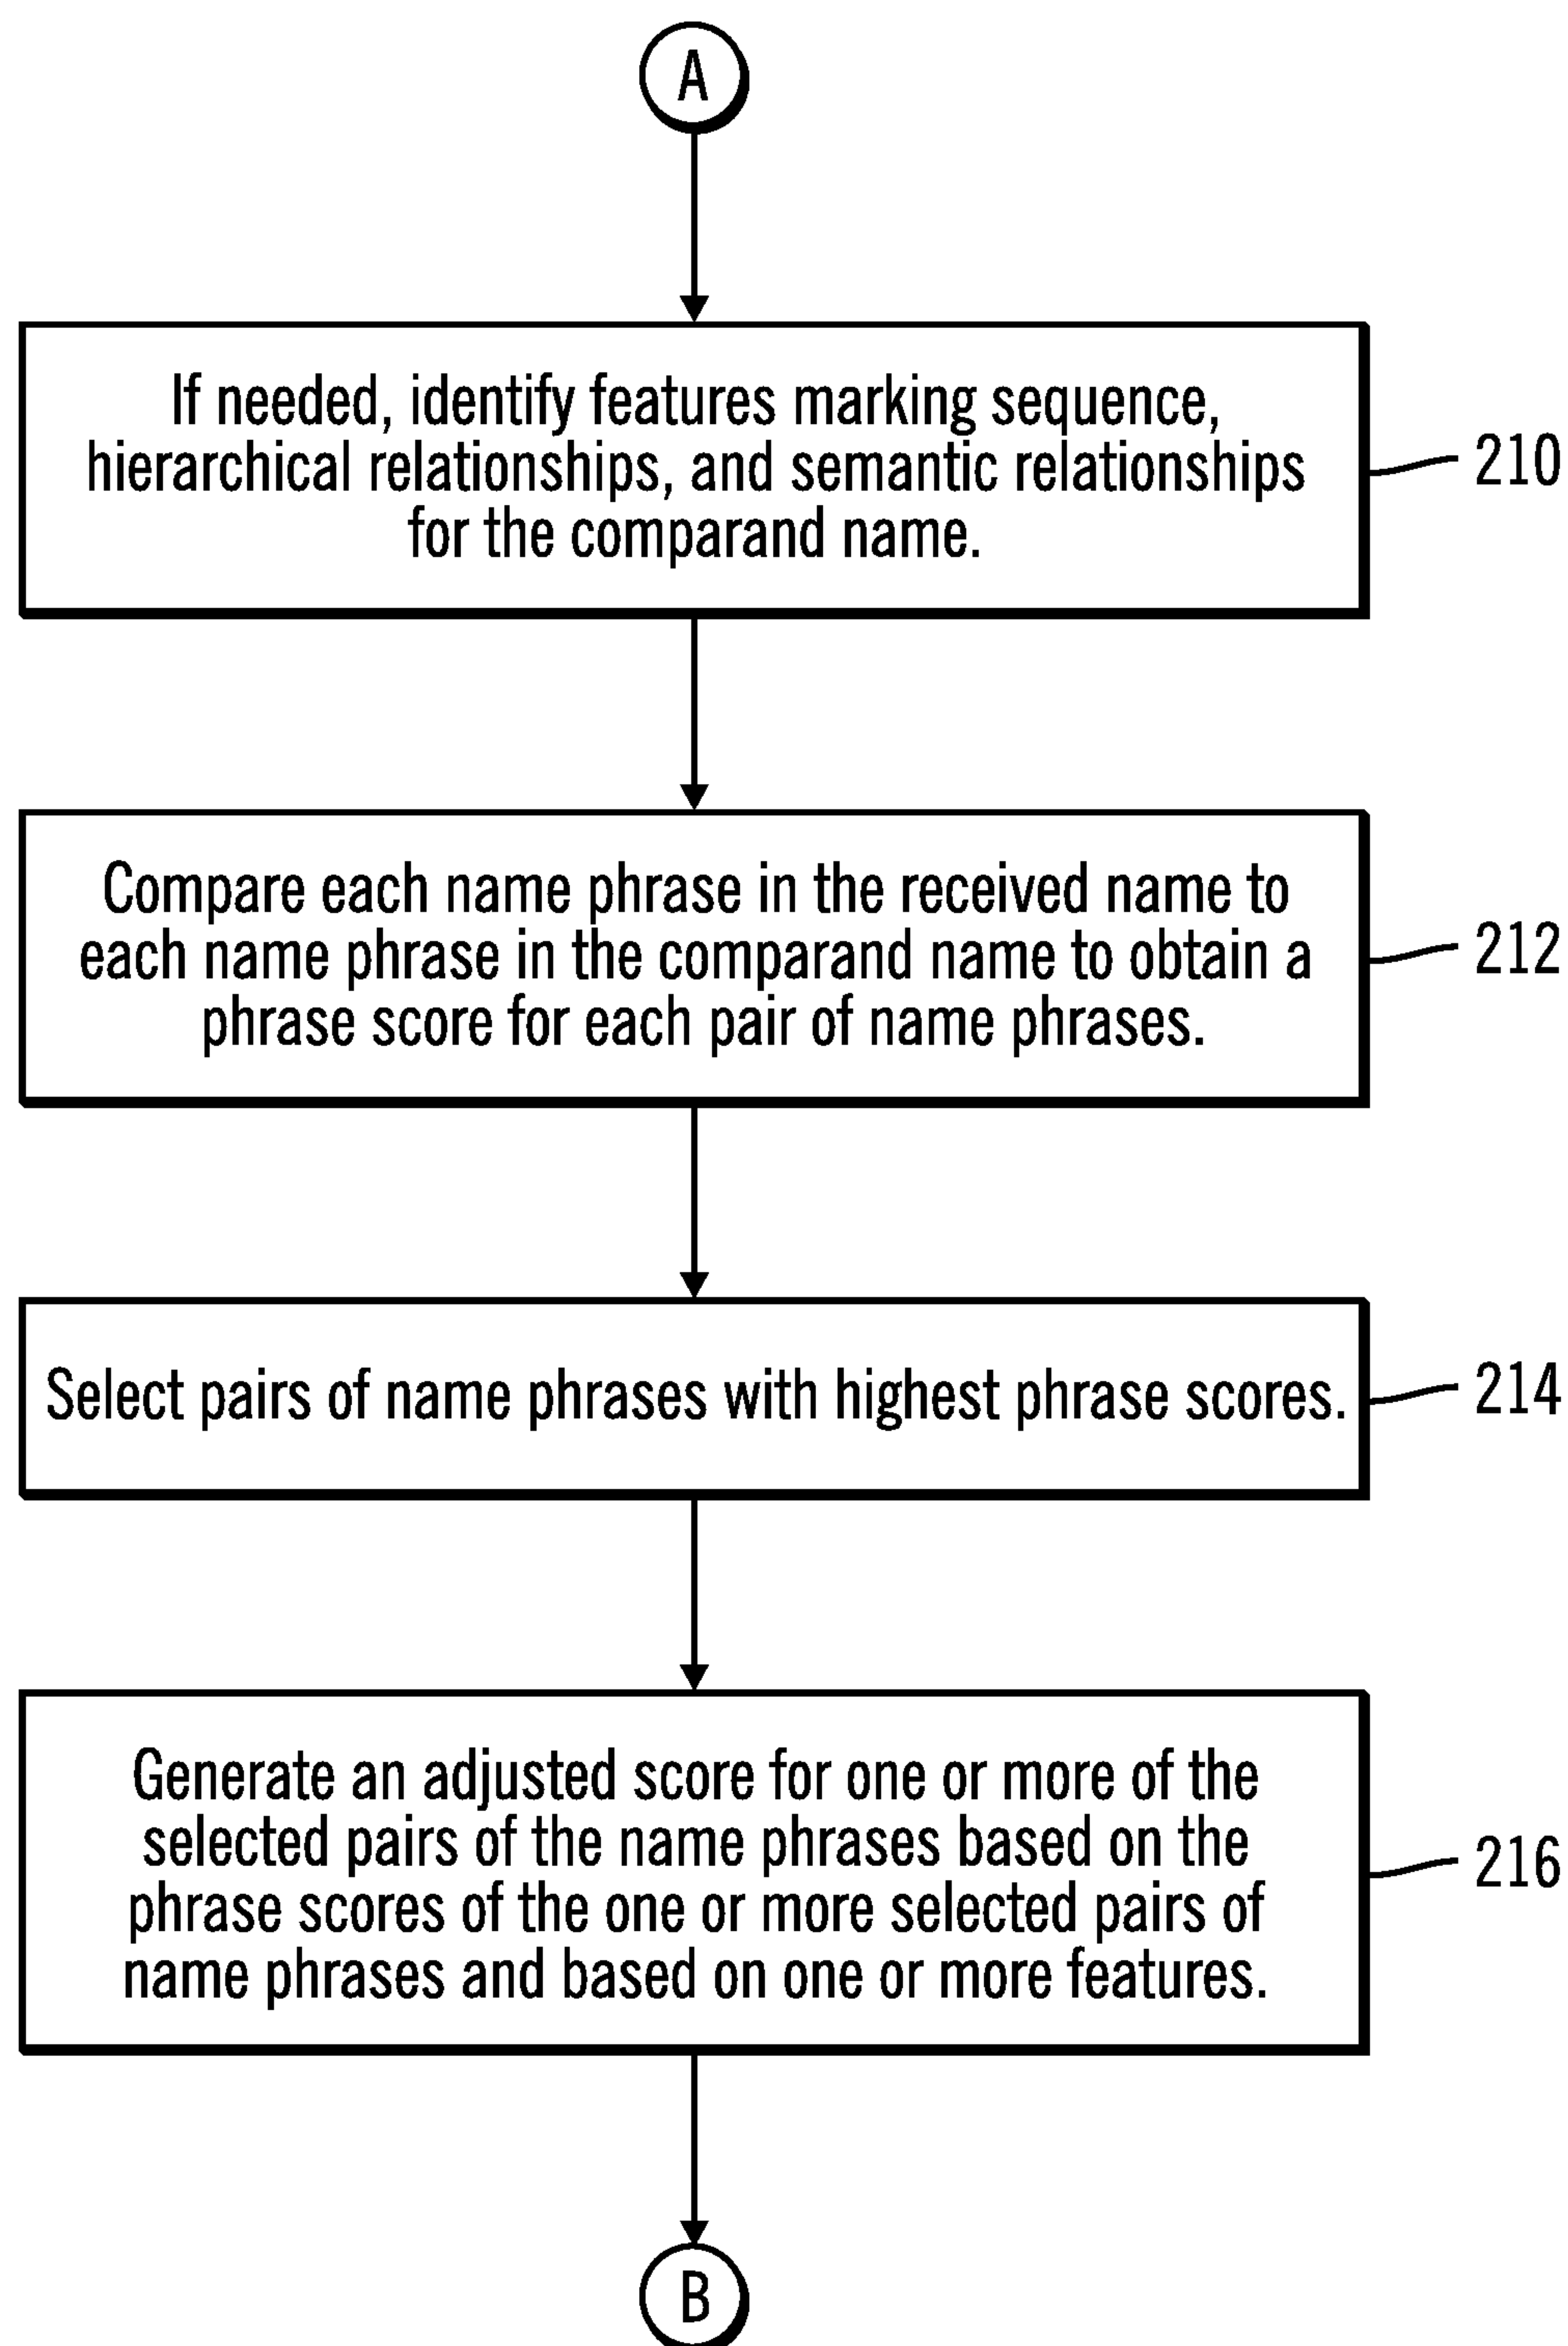 A
If needed, identify features marking sequence,
hierarchical relationships, and semantic relationships
for the comparand name.
210
Compare each name phrase in the received name to
each name phrase in the comparand name to obtain a
phrase score for each pair of name phrases.
212
Select pairs of name phrases with highest phrase scores.
214
Generate an adjusted score for one or more of the
selected pairs of the name phrases based on the
phrase scores of the one or more selected pairs of
name phrases and based on one or more features.
216
B